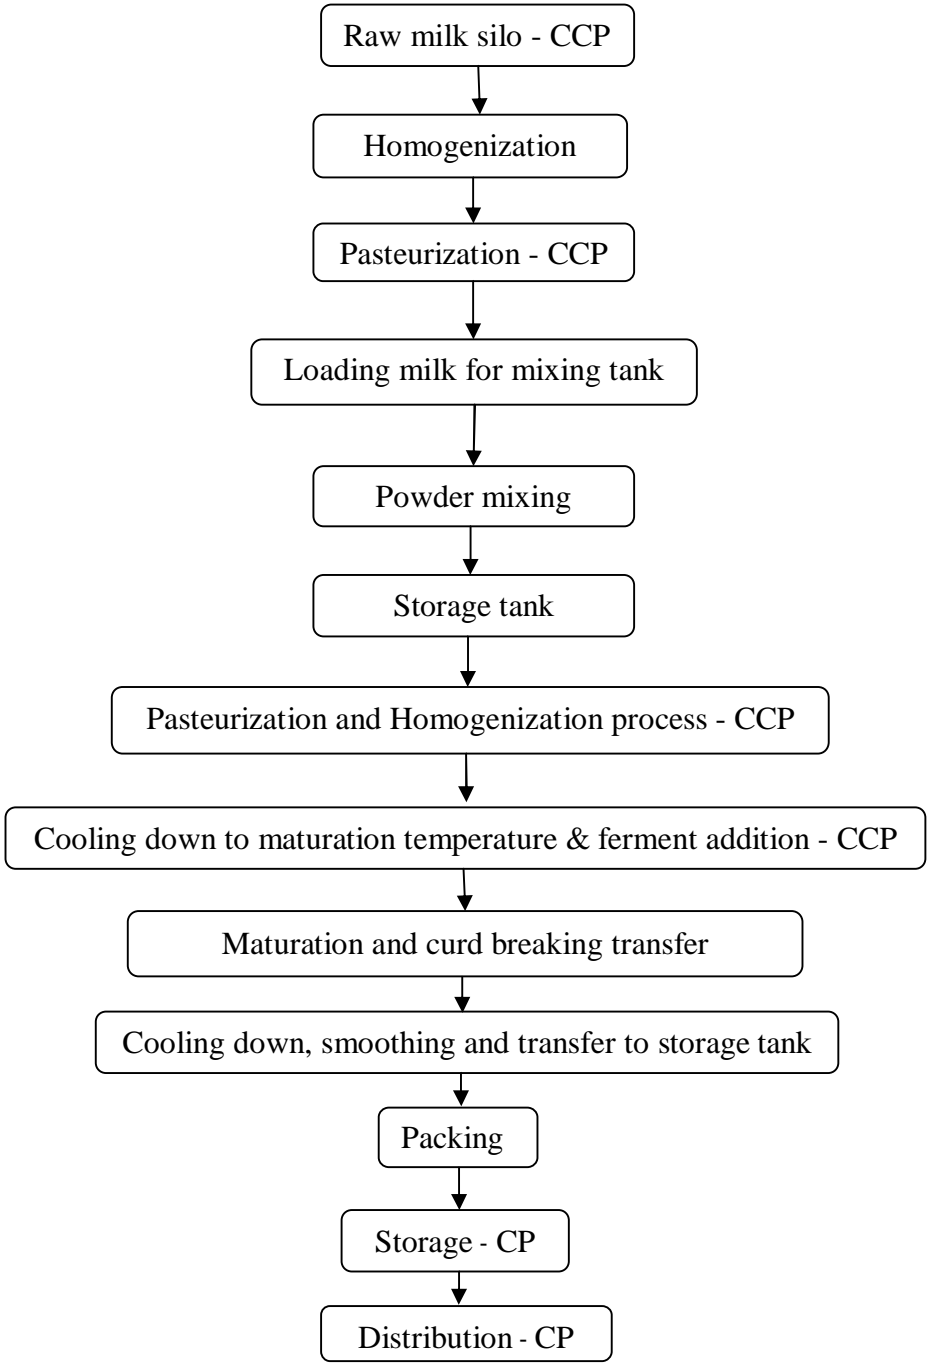 Raw milk silo - CCP
Homogenization
Pasteurization - CCP
Loading milk for mixing tank
Powder mixing
Storage tank
Pasteurization and Homogenization process - CCP
Cooling down to maturation temperature & ferment addition - CCP
Maturation and curd breaking transfer
Cooling down, smoothing and transfer to storage tank
Packing
Storage - CP
Distribution - CP